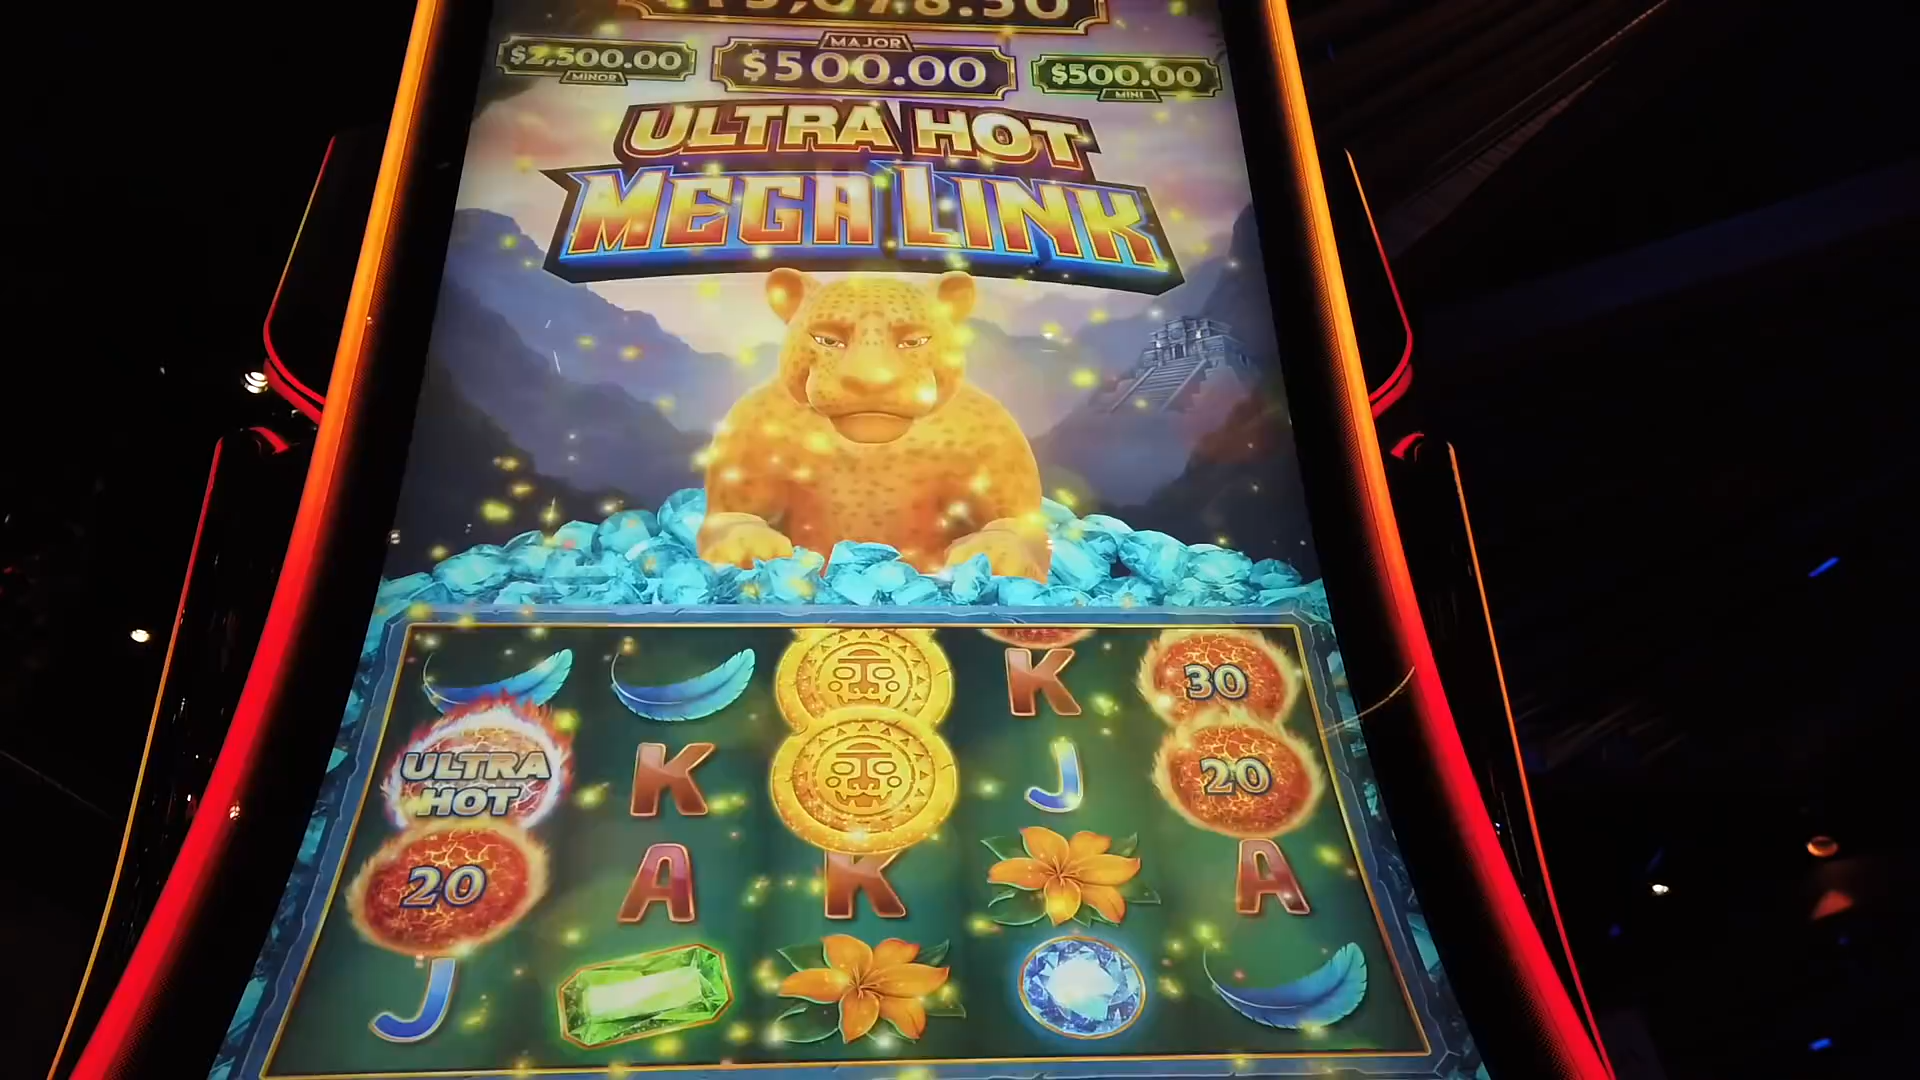 $2,500.00
MINOR
MAJOR
$500.00
$500.00
MINI
ULTRA HOT
MEGA LINK
K
30
ULTRA
HOT
K
J
20
20
A
K
A
J